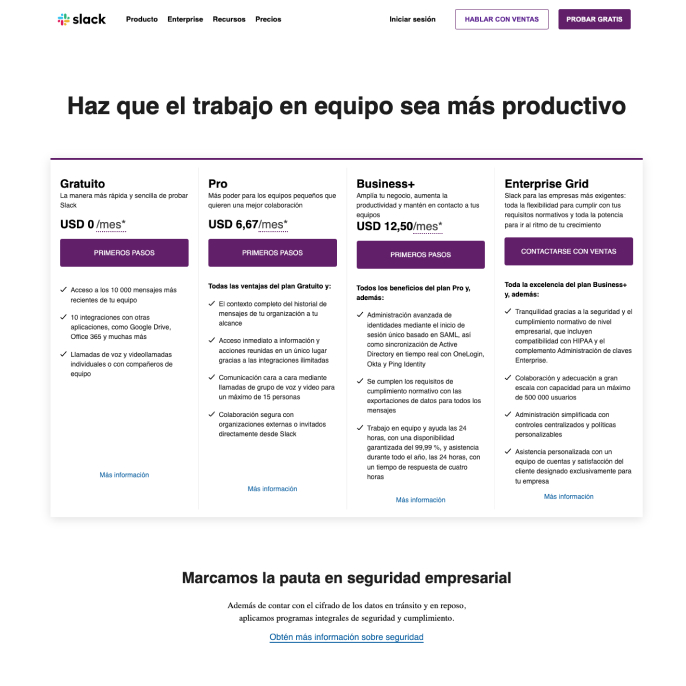 slack
Producto Enterprise Recursos Precios
Iniciar sesión
HABLAR CON VENTAS
PROBAR GRATIS
Haz que el trabajo en equipo sea más productivo
Gratuito
La manera más rápida y sencilla de probar
Slack
USD 0/mes*
PRIMEROS PASOS
Acceso a los 10 000 mensajes más
recientes de tu equipo
10 integraciones con otras
aplicaciones, como Google Drive,
Office 365 y muchas más
Llamadas de voz y videollamadas
individuales o con compañeros de
equipo
Más información
Pro
Más poder para los equipos pequeños que
quieren una mejor colaboración
USD 6,67/mes*
PRIMEROS PASOS
Todas las ventajas del plan Gratuito y:
El contexto completo del historial de
mensajes de tu organización a tu
alcance
Acceso inmediato a información y
acciones reunidas en un único lugar
gracias a las integraciones ilimitadas
Comunicación cara a cara mediante
llamadas de grupo de voz y video para
un máximo de 15 personas
Colaboración segura con
organizaciones externas o invitados
directamente desde Slack
Más información
Business+
Amplía tu negocio, aumenta la
productividad y mantén en contacto a tus
equipos
USD 12,50/mes*
PRIMEROS PASOS
Todos los beneficios del plan Pro y,
además:
Administración avanzada de
identidades mediante el inicio de
sesión único basado en SAML, así
como sincronización de Active
Directory en tiempo real con OneLogin,
Okta y Ping Identity
Se cumplen los requisitos de
cumplimiento normativo con las
exportaciones de datos para todos los
mensajes
Trabajo en equipo y ayuda las 24
horas, con una disponibilidad
garantizada del 99,99 %, y asistencia
durante todo el año, las 24 horas, con
un tiempo de respuesta de cuatro
horas
Más información
Enterprise Grid
Slack para las empresas más exigentes:
toda la flexibilidad para cumplir con tus
requisitos normativos y toda la potencia
para ir al ritmo de tu crecimiento
CONTACTARSE CON VENTAS
Toda la excelencia del plan Business+
y, además:
Tranquilidad gracias a la seguridad y el
cumplimiento normativo de nivel
empresarial, que incluyen
compatibilidad con HIPAA y el
complemento Administración de claves
Enterprise.
Colaboración y adecuación a gran
escala con capacidad para un máximo
de 500 000 usuarios
Administración simplificada con
controles centralizados y políticas
personalizables
Asistencia personalizada con un
equipo de cuentas y satisfacción del
cliente designado exclusivamente para
tu empresa
Más información
Marcamos la pauta en seguridad empresarial
Además de contar con el cifrado de los datos en tránsito y en reposo,
aplicamos programas integrales de seguridad y cumplimiento.
Obtén más información sobre seguridad